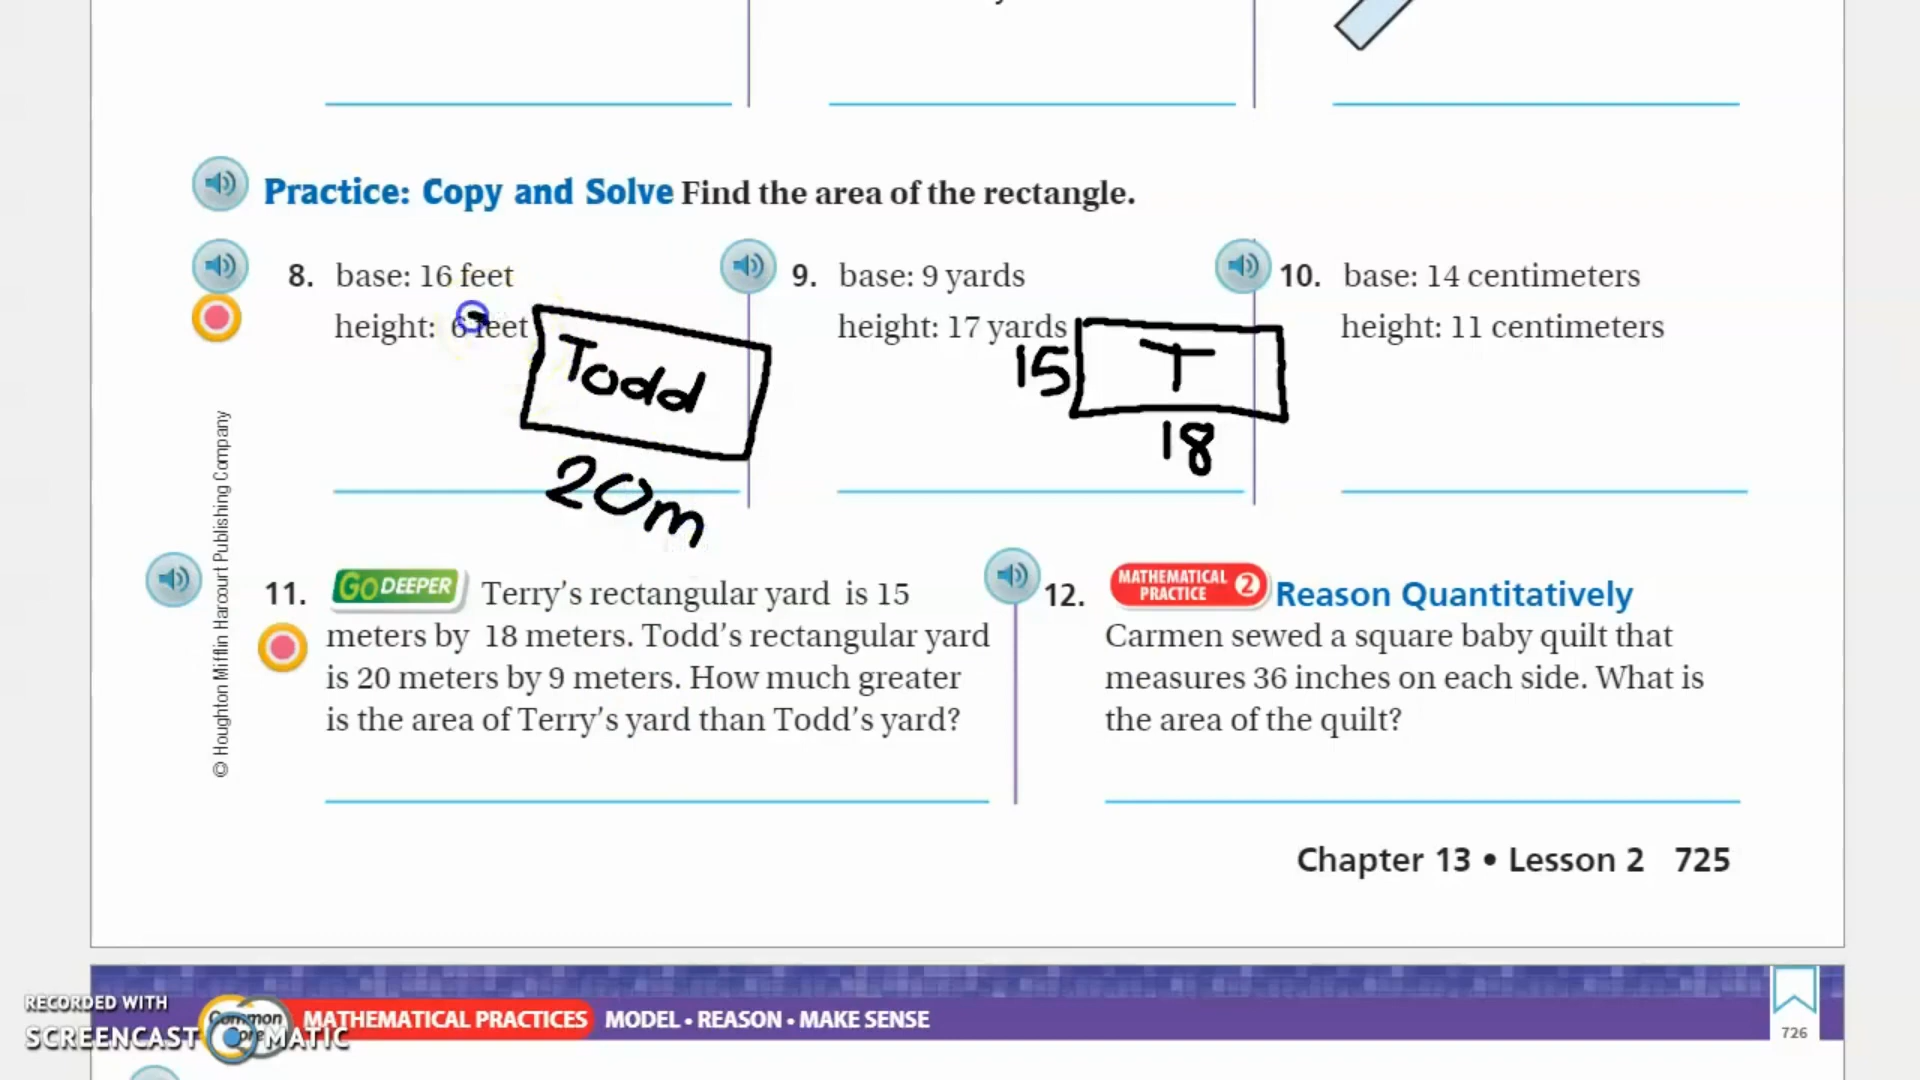 Practice: Copy and Solve Find the area of the rectangle.
8. base: 16 feet
height: 6 feet
9. base: 9 yards
height: 17 yards
10. base: 14 centimeters
height: 11 centimeters
Todd
20m
15
T
18
© Houghton Mifflin Harcourt Publishing Company
11. GO DEEPER Terry's rectangular yard is 15
meters by 18 meters. Todd's rectangular yard
is 20 meters by 9 meters. How much greater
is the area of Terry's yard than Todd's yard?
12. MATHEMATICAL PRACTICE 2 Reason Quantitatively
Carmen sewed a square baby quilt that
measures 36 inches on each side. What is
the area of the quilt?
Chapter 13 • Lesson 2 725
MATHEMATICAL PRACTICES MODEL • REASON • MAKE SENSE
726
RECORDED WITH
SCREENCAST MATIC